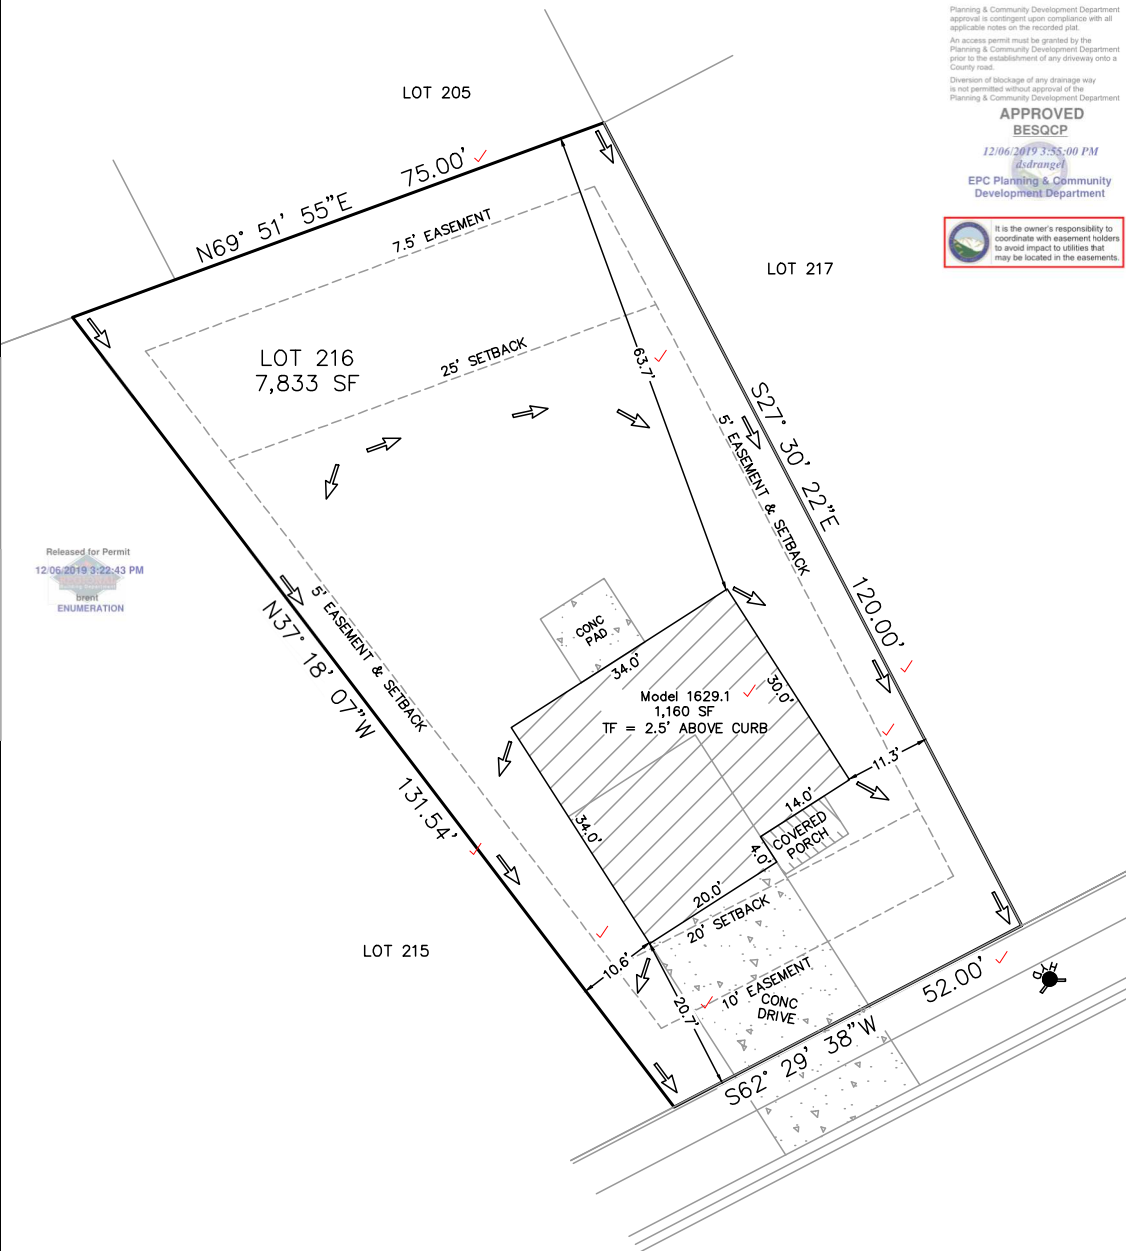 Planning & Community Development Department
approval is contingent upon compliance with all
applicable notes on the recorded plat.
An access permit must be granted by the
Planning & Community Development Department
prior to the establishment of any driveway onto a
County road.
Diversion of blockage of any drainage way
is not permitted without approval of the
Planning & Community Development Department
APPROVED
BESQCP
12/06/2019 3:55:00 PM
dsdrangel
EPC Planning & Community
Development Department
It is the owner's responsibility to
coordinate with easement holders
to avoid impact to utilities that
may be located in the easements.
LOT 205
75.00'
N69° 51' 55"E
7.5' EASEMENT
LOT 217
LOT 216
7,833 SF
25' SETBACK
63.7'
S27° 30' 22"E
5' EASEMENT & SETBACK
120.00'
Released for Permit
12/06/2019 3:22:43 PM
brent
ENUMERATION
5' EASEMENT & SETBACK
N37° 18' 07"W
131.54'
CONC
PAD
34.0'
Model 1629.1
1,160 SF
TF = 2.5' ABOVE CURB
30.0'
11.3'
14.0'
COVERED
PORCH
4.0'
34.0'
20.0'
20' SETBACK
LOT 215
10.6'
20.7'
10' EASEMENT
CONC
DRIVE
52.00'
S62° 29' 38"W
HYD